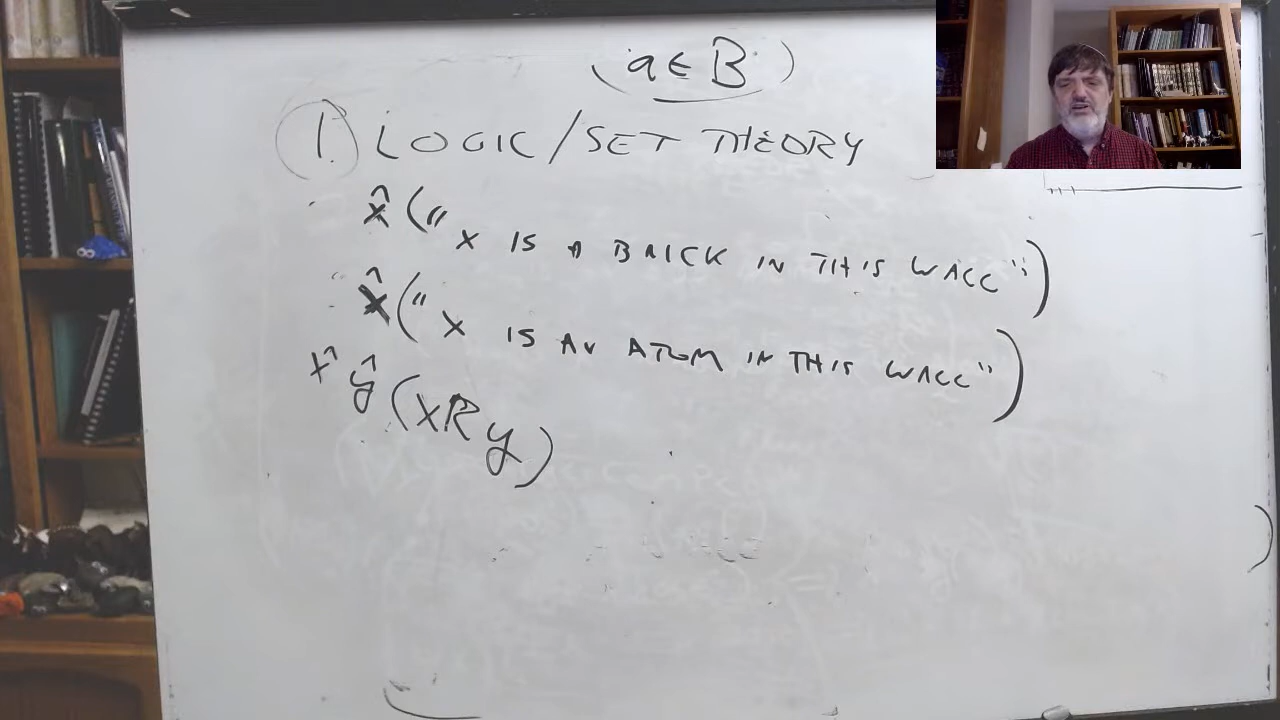 (a ∈ B)
1. LOGIC/SET THEORY
x̂ ("x IS A BRICK IN THIS WALL")
x̂ ("x IS AN ATOM IN THIS WALL")
x̂ ŷ (xRy)